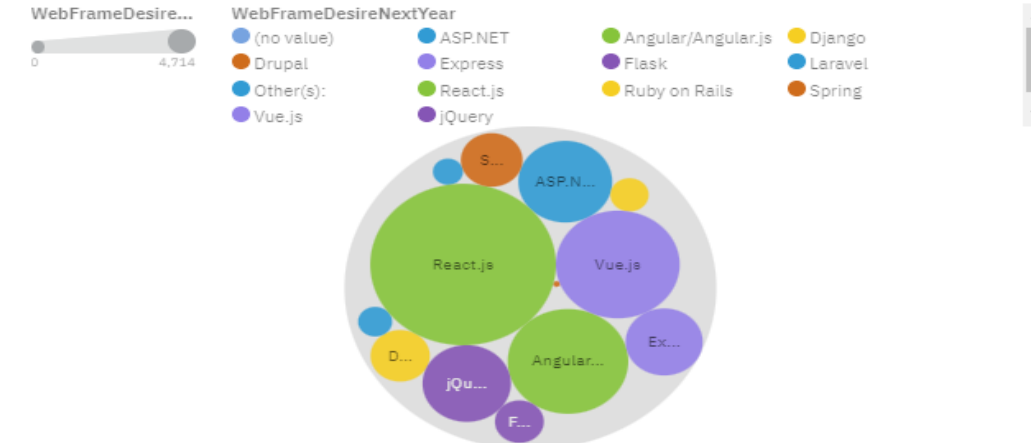 WebFrameDesire... WebFrameDesireNextYear
0 4,714
(no value) ASP.NET Angular/Angular.js Django
Drupal Express Flask Laravel
Other(s): React.js Ruby on Rails Spring
Vue.js jQuery
S...
ASP.N...
React.js Vue.js
Ex...
D... Angular...
jQu...
F...